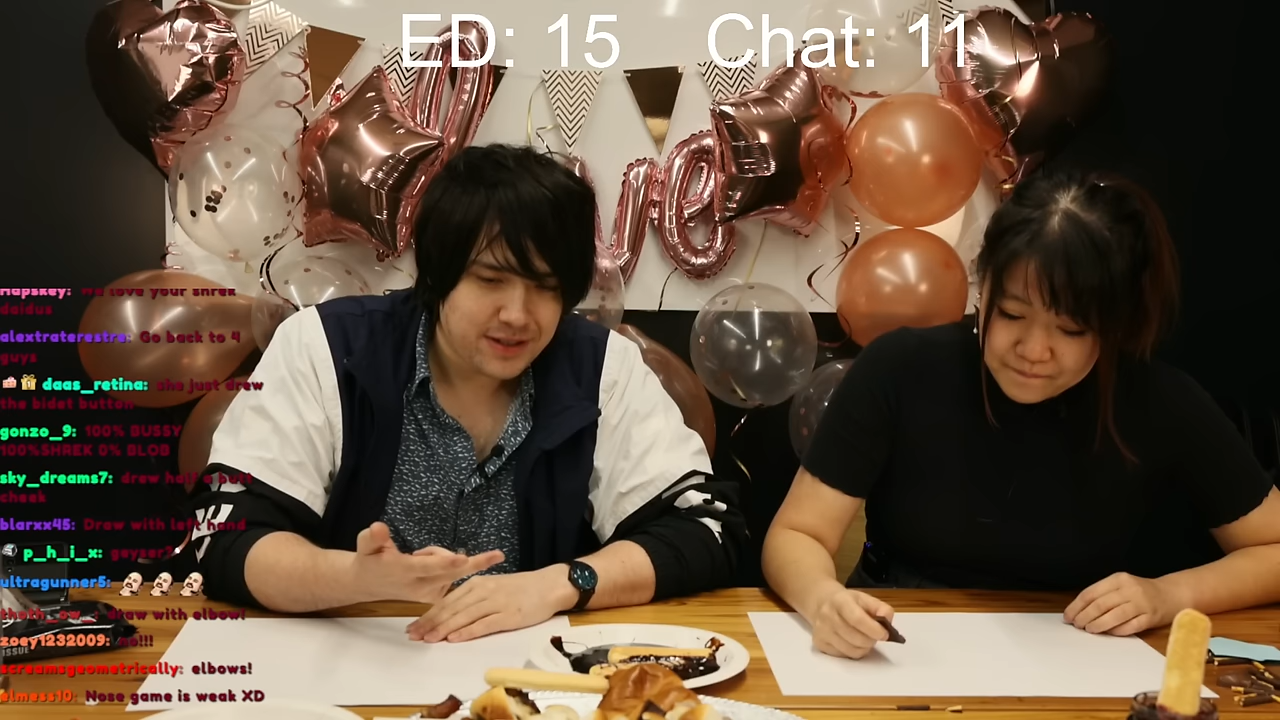 ED: 15 Chat: 11
we love your shrek
daidus
alextraterestre: Go back to 4
guys
daas_retina: she just drew
the bidet button
gonzo_9: 100% BUSSY
100%SHREK 0% BLOB
sky_dreams7: drew half a butt
cheek
blarxx45: Draw with left hand
p_h_i_x: geyser?
ultragunner5:
draw with elbow!
zoey1232009: no!!!
screamsgeometrically: elbows!
elmess10: Nose game is weak XD
ISSUE